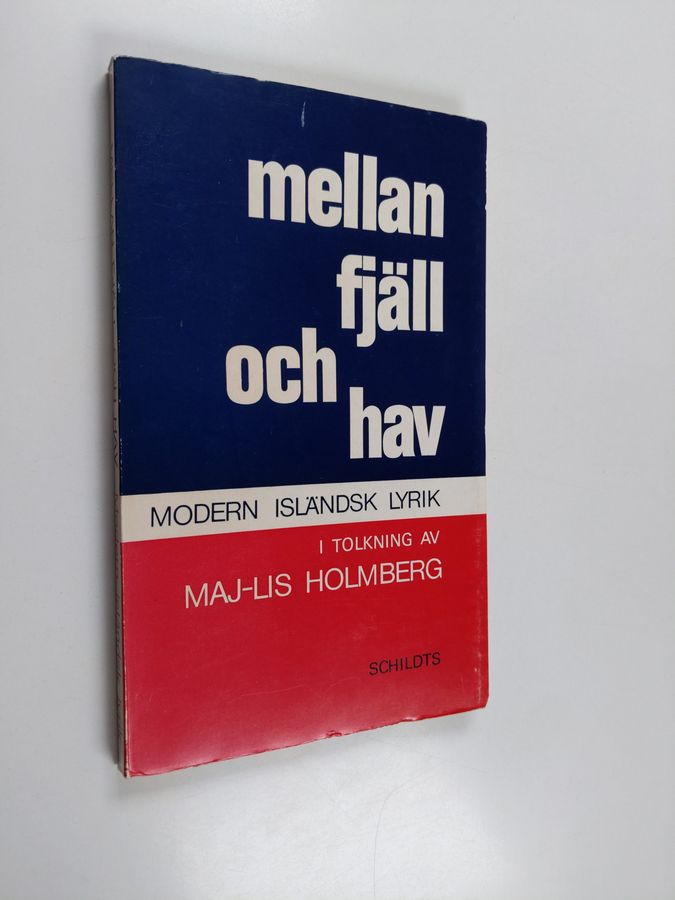 mellan
fjäll
och
hav
MODERN ISLÄNDSK LYRIK
I TOLKNING AV
MAJ-LIS HOLMBERG
SCHILDTS